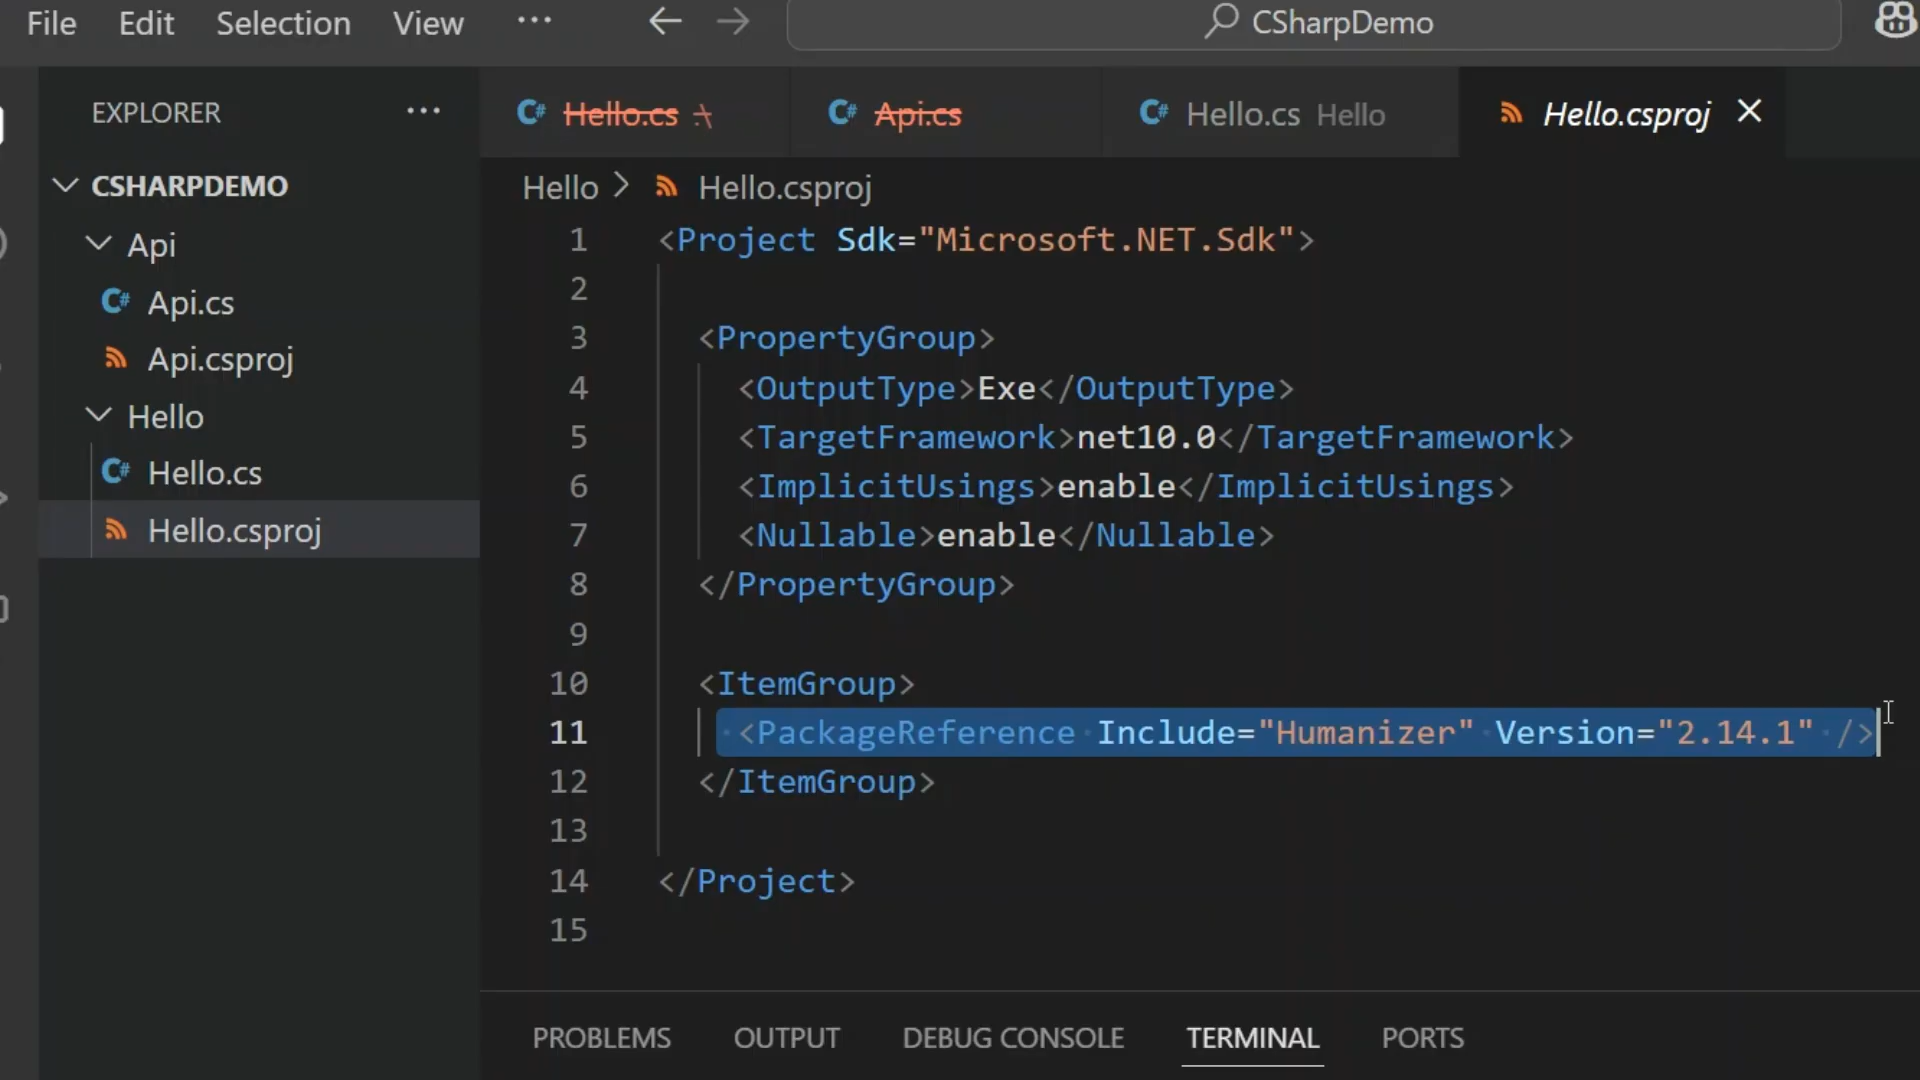 File Edit Selection View ··· CSharpDemo
EXPLORER ···
CSHARPDEMO
Api
Api.cs
Api.csproj
Hello
Hello.cs
Hello.csproj
Hello.cs .\ Api.cs Hello.cs Hello Hello.csproj
Hello > Hello.csproj
1 <Project Sdk="Microsoft.NET.Sdk">
2
3 <PropertyGroup>
4 <OutputType>Exe</OutputType>
5 <TargetFramework>net10.0</TargetFramework>
6 <ImplicitUsings>enable</ImplicitUsings>
7 <Nullable>enable</Nullable>
8 </PropertyGroup>
9
10 <ItemGroup>
11 <PackageReference Include="Humanizer" Version="2.14.1" />
12 </ItemGroup>
13
14 </Project>
15
PROBLEMS OUTPUT DEBUG CONSOLE TERMINAL PORTS